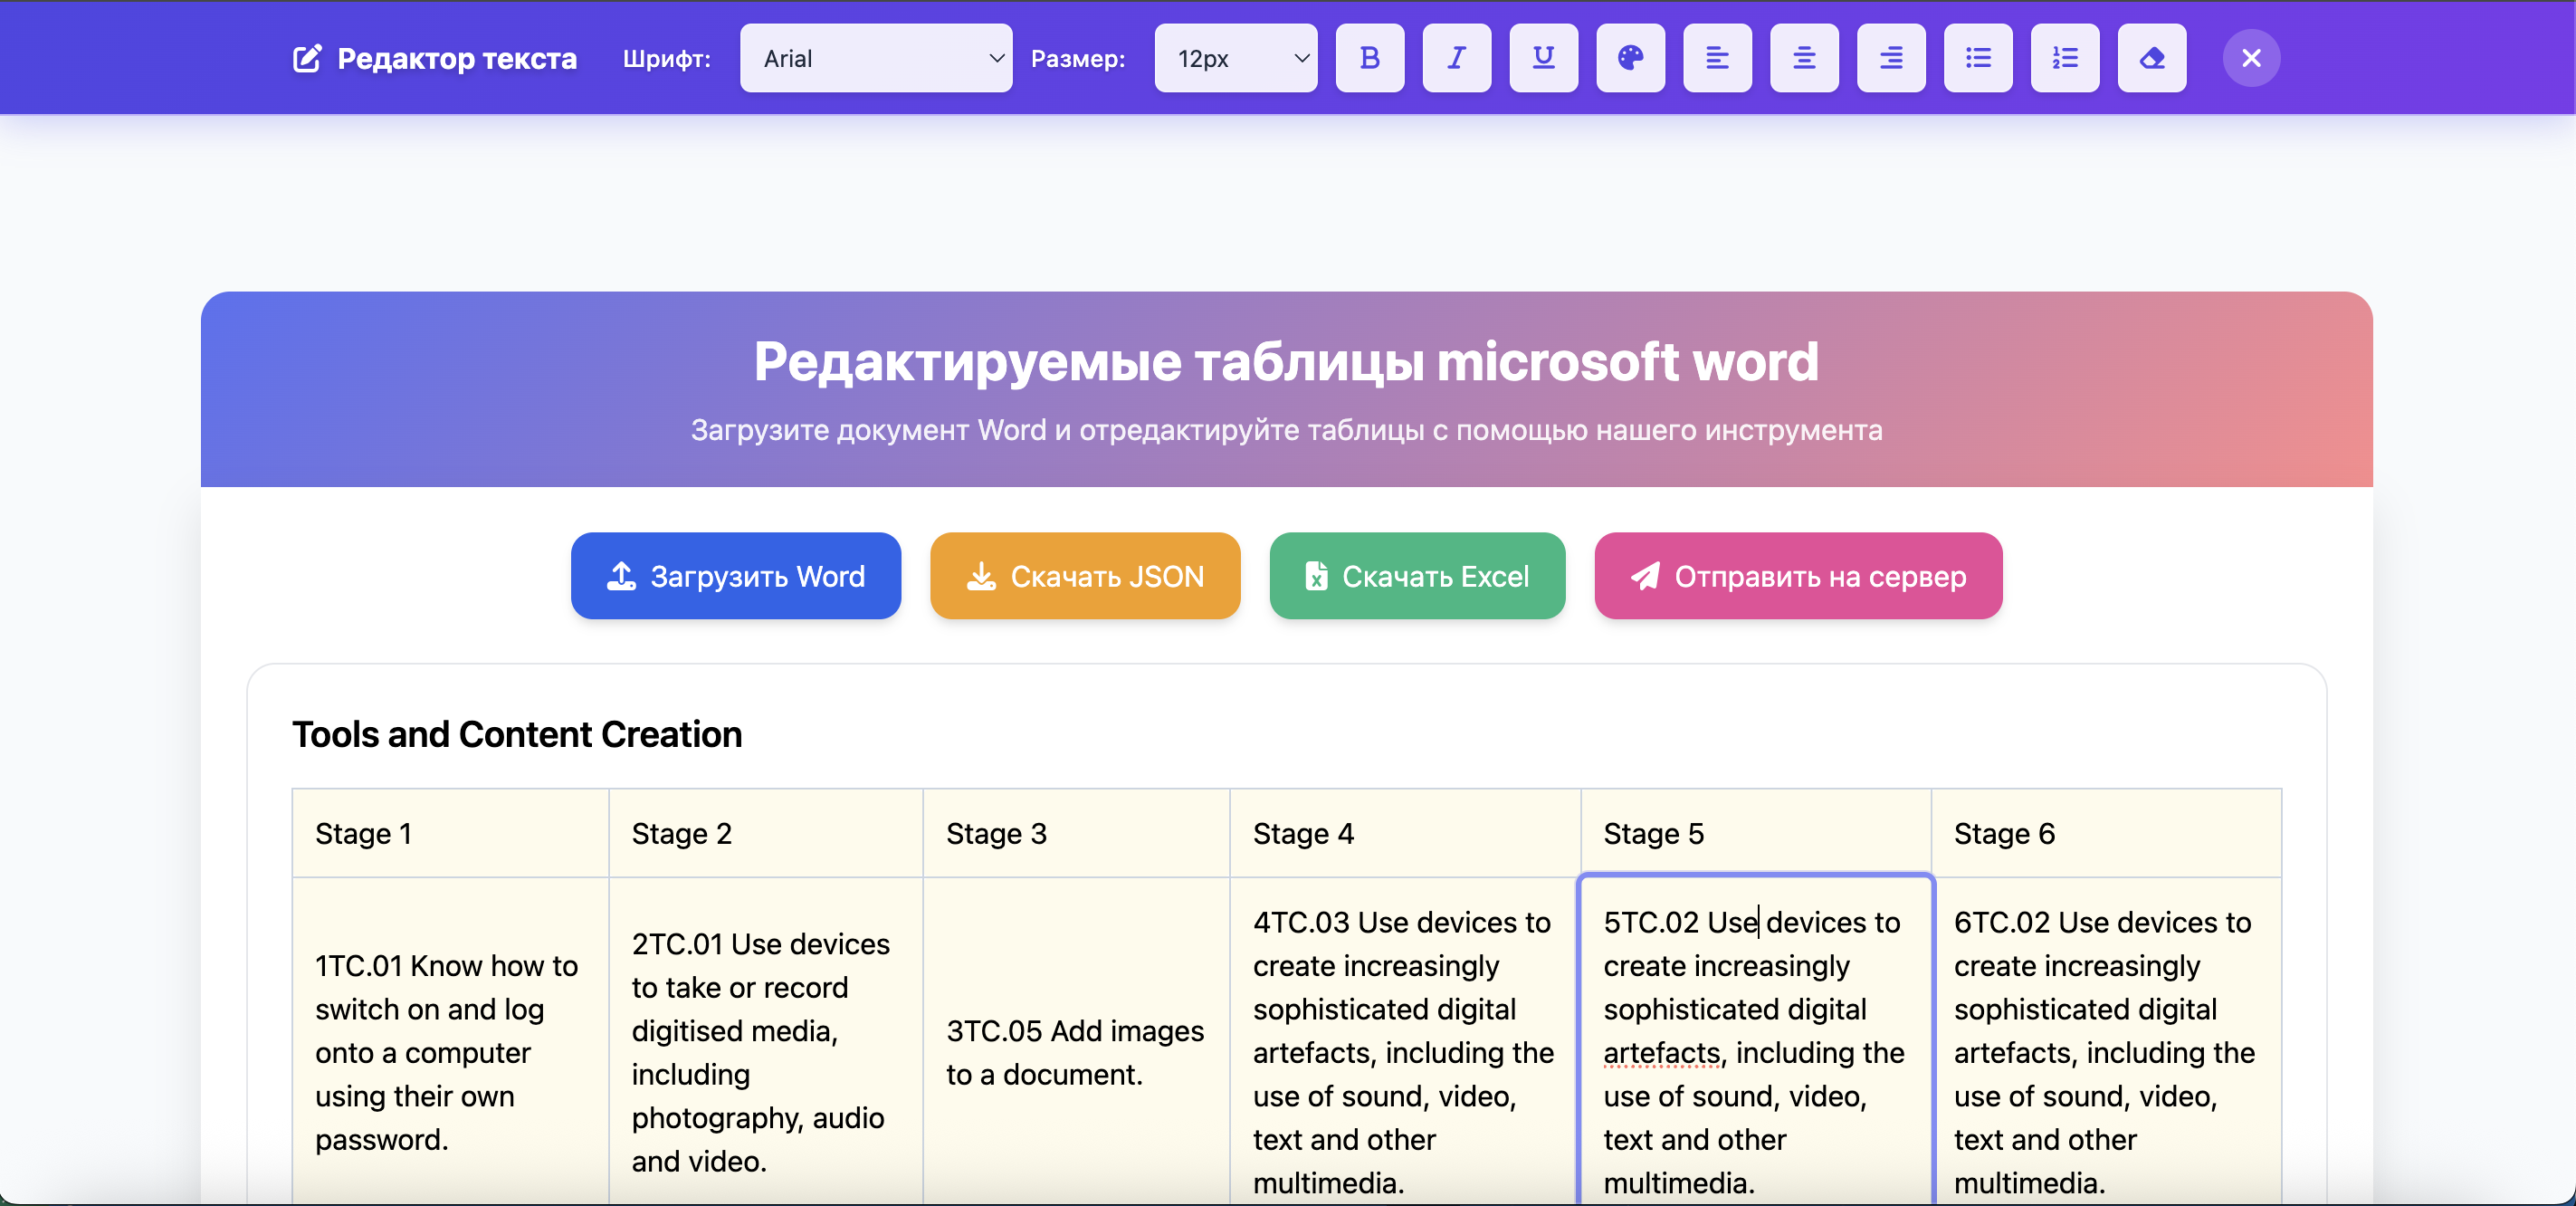 Редактор текста Шрифт: Arial Размер: 12px B I U
Редактируемые таблицы microsoft word
Загрузите документ Word и отредактируйте таблицы с помощью нашего инструмента
Загрузить Word Скачать JSON Скачать Excel Отправить на сервер
Tools and Content Creation
Stage 1 Stage 2 Stage 3 Stage 4 Stage 5 Stage 6
1TC.01 Know how to
switch on and log
onto a computer
using their own
password.
2TC.01 Use devices
to take or record
digitised media,
including
photography, audio
and video.
3TC.05 Add images
to a document.
4TC.03 Use devices to
create increasingly
sophisticated digital
artefacts, including the
use of sound, video,
text and other
multimedia.
5TC.02 Use devices to
create increasingly
sophisticated digital
artefacts, including the
use of sound, video,
text and other
multimedia.
6TC.02 Use devices to
create increasingly
sophisticated digital
artefacts, including the
use of sound, video,
text and other
multimedia.